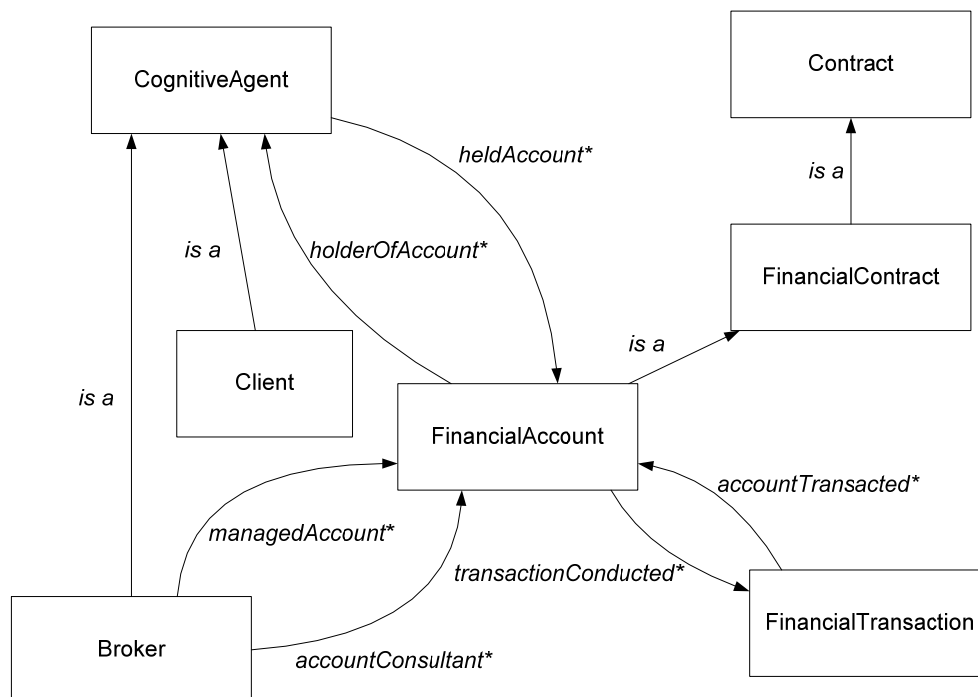 Contract
CognitiveAgent
heldAccount*
is a
holderOfAccount*
is a
FinancialContract
is a
Client
is a
FinancialAccount
accountTransacted*
managedAccount*
transactionConducted*
FinancialTransaction
Broker
accountConsultant*